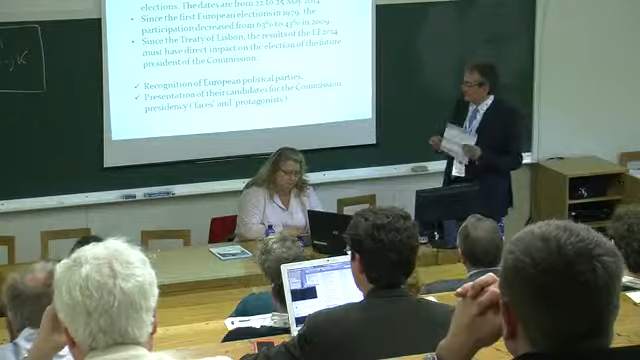 elections. The dates are from 22 to 25 May 2014
Since the first European elections in 1979, the
participation decreased from 63% to 43% in 2009.
Since the Treaty of Lisbon, the results of the EE 2014
must have direct impact on the election of the future
president of the Commission:
Recognition of European political parties,
Presentation of their candidates for the Commission
presidency ('faces' and 'protagonists')